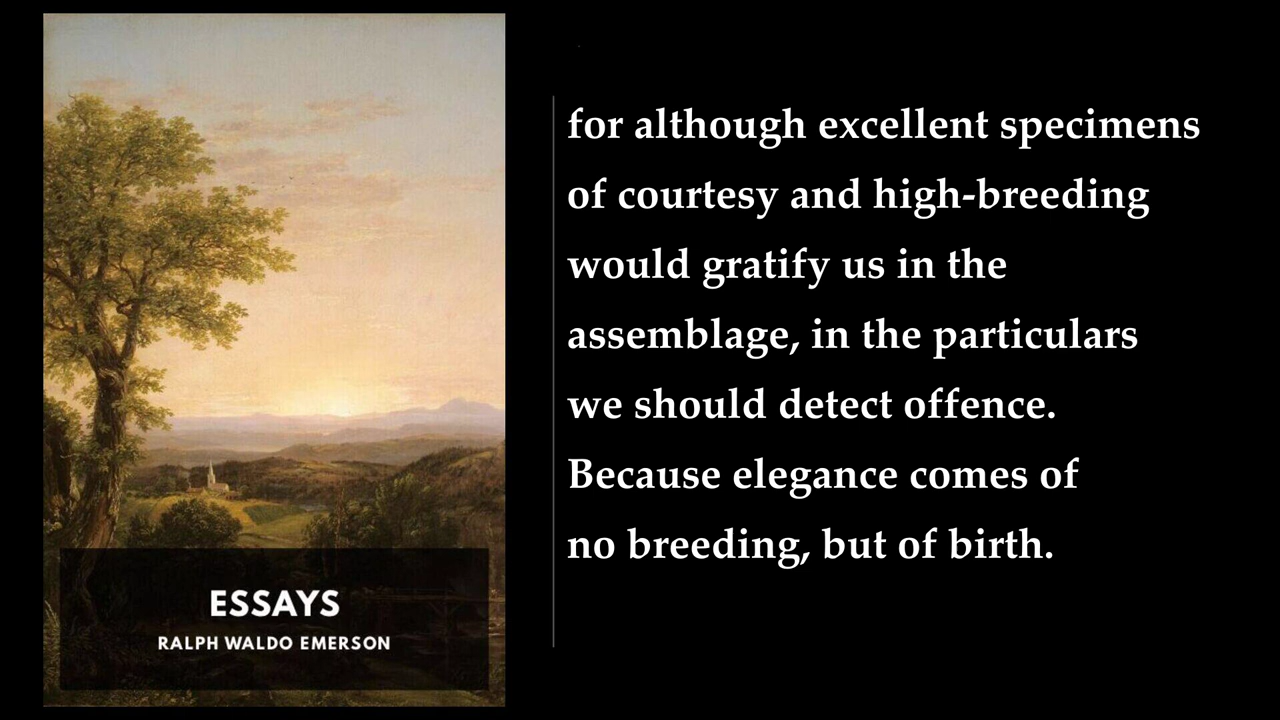 ESSAYS
RALPH WALDO EMERSON
for although excellent specimens
of courtesy and high-breeding
would gratify us in the
assemblage, in the particulars
we should detect offence.
Because elegance comes of
no breeding, but of birth.